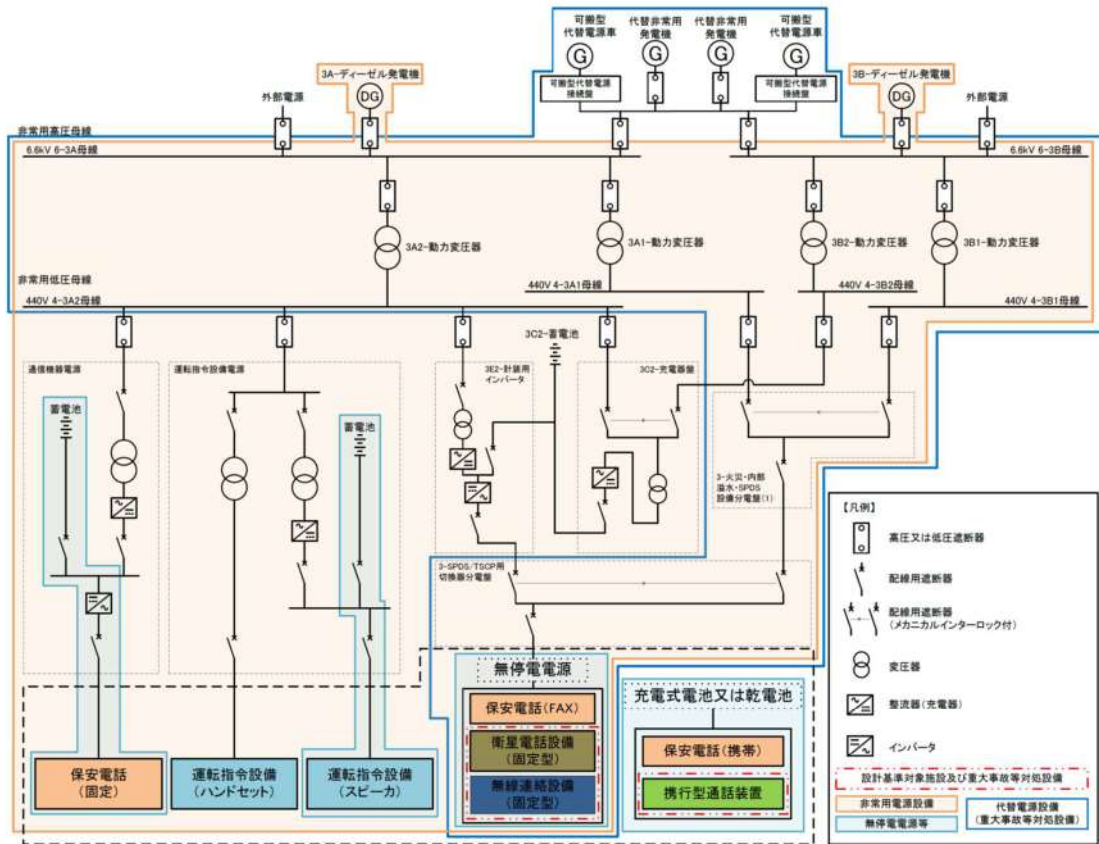 可搬型
代替電源車
代替非常用
発電機
代替非常用
発電機
可搬型
代替電源車
G
G
G
G
3A-ディーゼル発電機
3B-ディーゼル発電機
可搬型代替電源
接続盤
可搬型代替電源
接続盤
外部電源
DG
DG
外部電源
非常用高圧母線
6.6kV 6-3A母線
6.6kV 6-3B母線
3A2-動力変圧器
3A1-動力変圧器
3B2-動力変圧器
3B1-動力変圧器
非常用低圧母線
440V 4-3A1母線
440V 4-3B2母線
440V 4-3A2母線
440V 4-3B1母線
3C2-蓄電池
通信機器電源
運転指令設備電源
3E2-計装用
インバータ
3C2-充電器盤
蓄電池
蓄電池
3-火災・内部
溢水・SPDS
設備分電盤(1)
3-SPDS/TSCP用
切換器分電盤
無停電電源
充電式電池又は乾電池
保安電話(FAX)
衛星電話設備
(固定型)
無線連絡設備
(固定型)
保安電話(携帯)
携行型通話装置
保安電話
(固定)
運転指令設備
(ハンドセット)
運転指令設備
(スピーカ)
【凡例】
高圧又は低圧遮断器
配線用遮断器
配線用遮断器
(メカニカルインターロック付)
変圧器
整流器(充電器)
インバータ
設計基準対象施設及び重大事故等対処設備
非常用電源設備
無停電電源等
代替電源設備
(重大事故等対処設備)